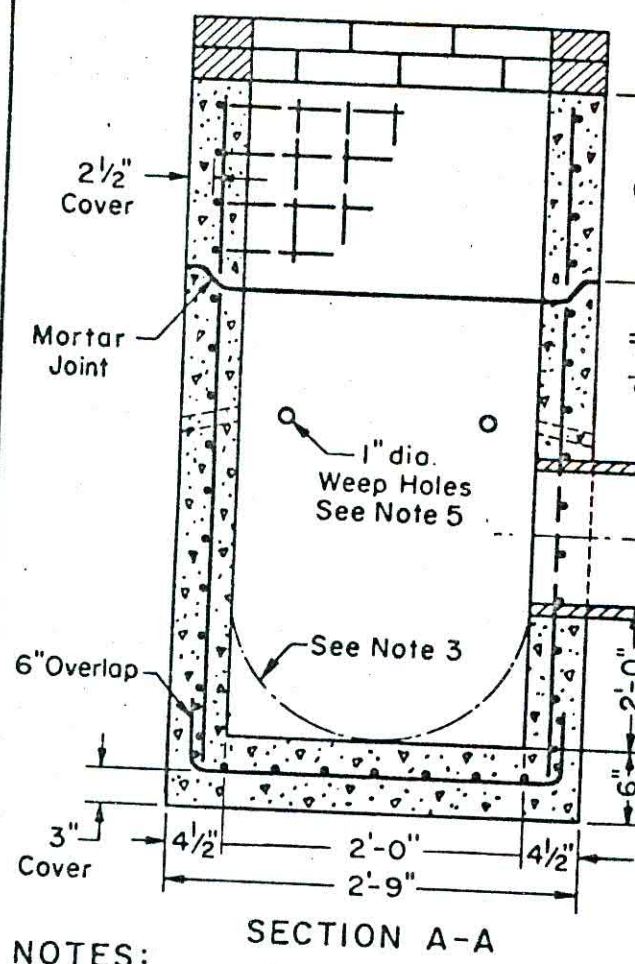 2½"
Cover
Mortar
Joint
1" dia.
Weep Holes
See Note 5
See Note 3
6" Overlap
2'-0"
6"
3"
Cover
4½"
2'-0"
4½"
2'-9"
SECTION A-A
NOTES: